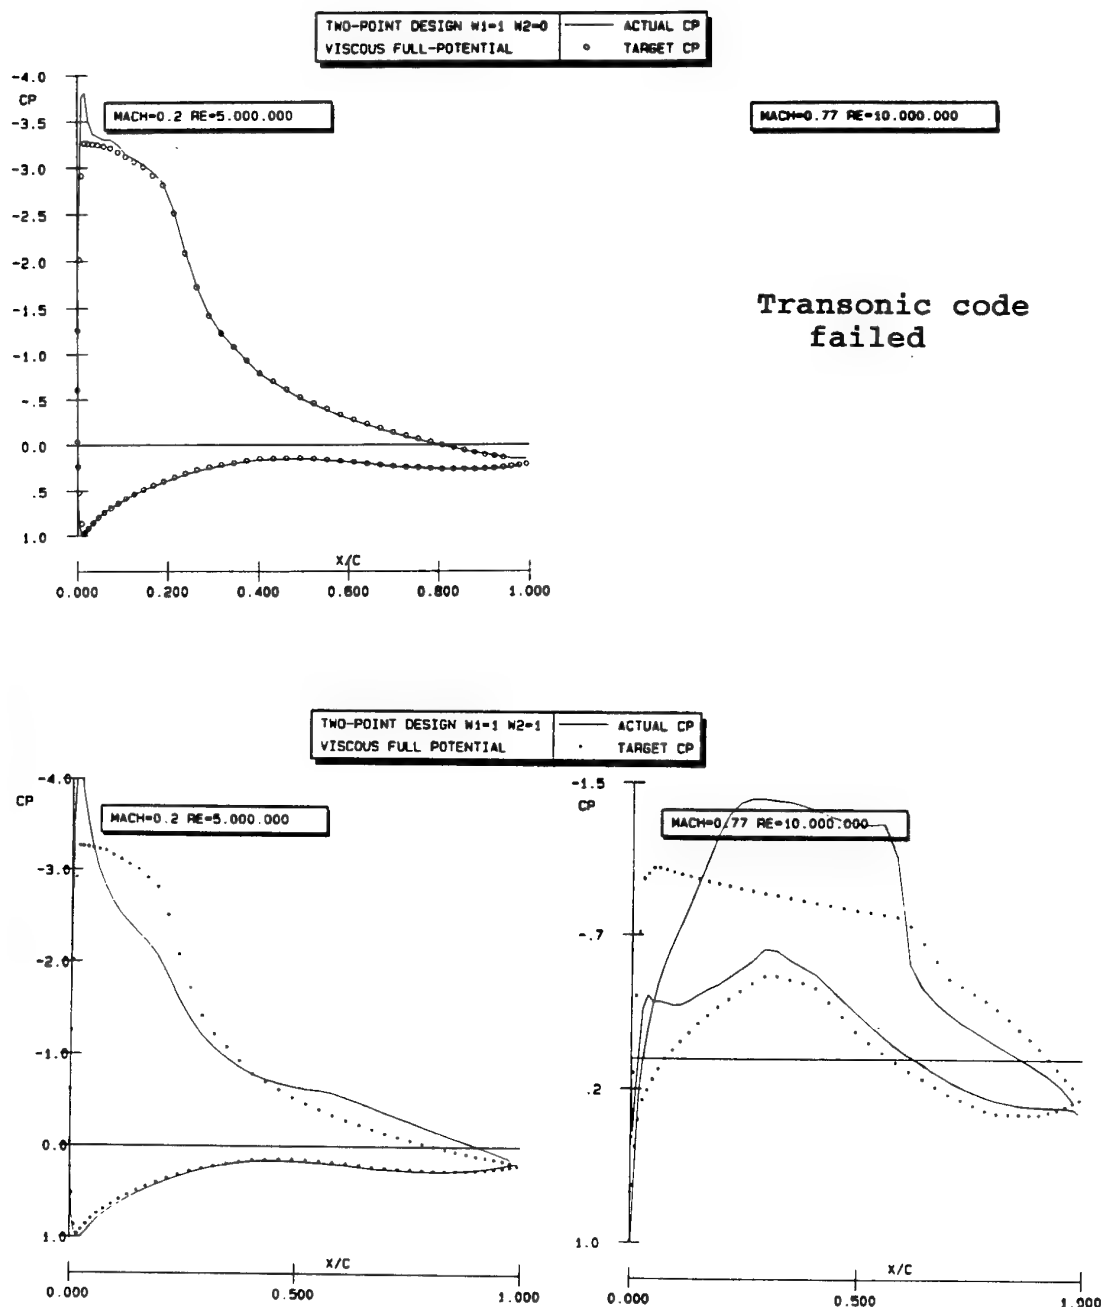 TWO-POINT DESIGN W1=1 W2=0 ACTUAL CP
VISCOUS FULL-POTENTIAL TARGET CP
-4.0
CP
MACH=0.2 RE=5.000.000
MACH=0.77 RE=10.000.000
-3.5
-3.0
-2.5
-2.0
-1.5
-1.0
-.5
0.0
.5
1.0
Transonic code
failed
X/C
0.000 0.200 0.400 0.600 0.800 1.000
TWO-POINT DESIGN W1=1 W2=1 ACTUAL CP
VISCOUS FULL POTENTIAL TARGET CP
-4.0
CP
MACH=0.2 RE=5.000.000
-3.0
-2.0
-1.0
0.0
1.0
X/C
0.000 0.500 1.000
-1.5
CP
MACH=0.77 RE=10.000.000
-.7
.2
1.0
X/C
0.000 0.500 1.000